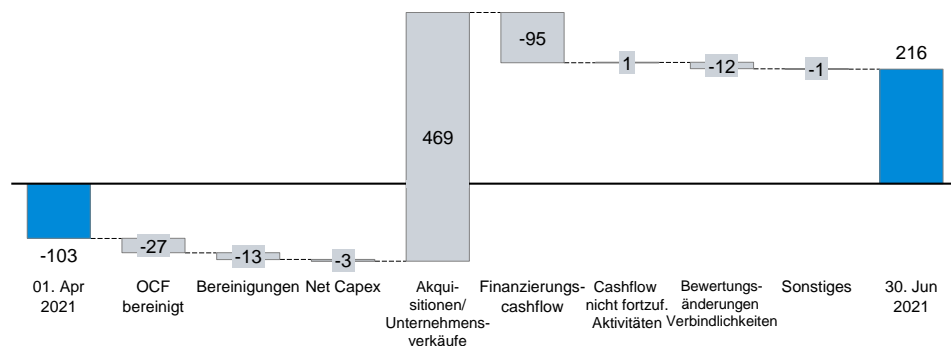 469
-95
1
-12
-1
216
-103
-27
-13
-3
01. Apr
2021
OCF
bereinigt
Bereinigungen
Net Capex
Akqui-
sitionen/
Unternehmens-
verkäufe
Finanzierungs-
cashflow
Cashflow
nicht fortzuf.
Aktivitäten
Bewertungs-
änderungen
Verbindlichkeiten
Sonstiges
30. Jun
2021